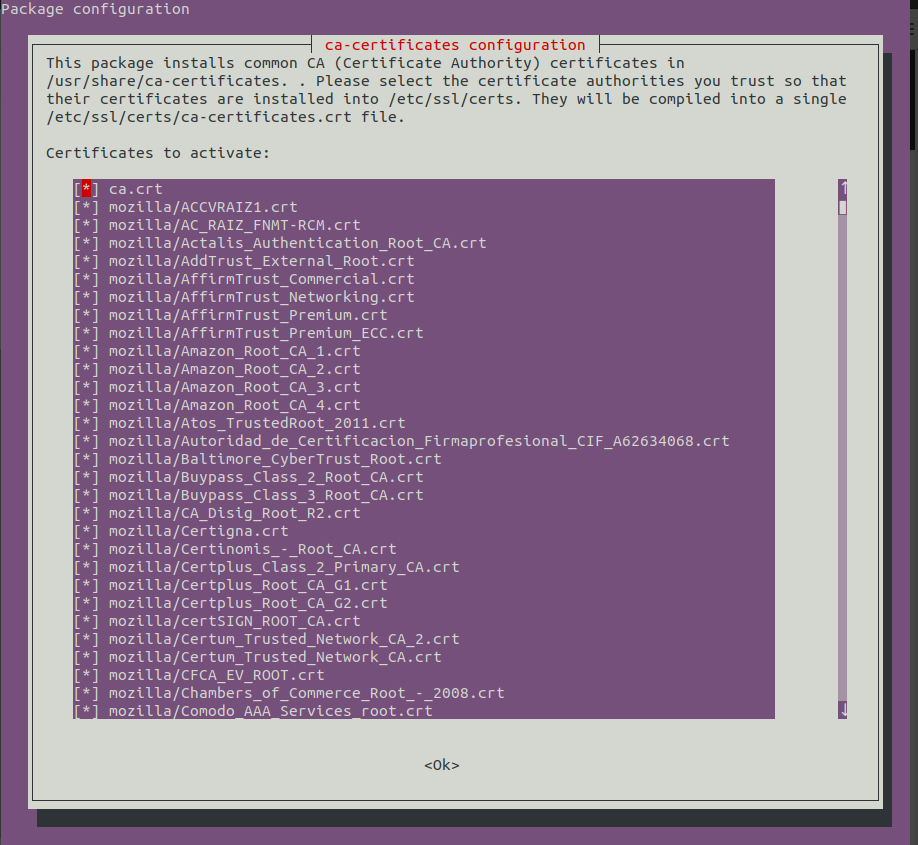 Package configuration
ca-certificates configuration
This package installs common CA (Certificate Authority) certificates in
/usr/share/ca-certificates. . Please select the certificate authorities you trust so that
their certificates are installed into /etc/ssl/certs. They will be compiled into a single
/etc/ssl/certs/ca-certificates.crt file.
Certificates to activate:
[*] ca.crt
[*] mozilla/ACCVRAIZ1.crt
[*] mozilla/AC_RAIZ_FNMT-RCM.crt
[*] mozilla/Actalis_Authentication_Root_CA.crt
[*] mozilla/AddTrust_External_Root.crt
[*] mozilla/AffirmTrust_Commercial.crt
[*] mozilla/AffirmTrust_Networking.crt
[*] mozilla/AffirmTrust_Premium.crt
[*] mozilla/AffirmTrust_Premium_ECC.crt
[*] mozilla/Amazon_Root_CA_1.crt
[*] mozilla/Amazon_Root_CA_2.crt
[*] mozilla/Amazon_Root_CA_3.crt
[*] mozilla/Amazon_Root_CA_4.crt
[*] mozilla/Atos_TrustedRoot_2011.crt
[*] mozilla/Autoridad_de_Certificacion_Firmaprofesional_CIF_A62634068.crt
[*] mozilla/Baltimore_CyberTrust_Root.crt
[*] mozilla/Buypass_Class_2_Root_CA.crt
[*] mozilla/Buypass_Class_3_Root_CA.crt
[*] mozilla/CA_Disig_Root_R2.crt
[*] mozilla/Certigna.crt
[*] mozilla/Certinomis_-_Root_CA.crt
[*] mozilla/Certplus_Class_2_Primary_CA.crt
[*] mozilla/Certplus_Root_CA_G1.crt
[*] mozilla/Certplus_Root_CA_G2.crt
[*] mozilla/certSIGN_ROOT_CA.crt
[*] mozilla/Certum_Trusted_Network_CA_2.crt
[*] mozilla/Certum_Trusted_Network_CA.crt
[*] mozilla/CFCA_EV_ROOT.crt
[*] mozilla/Chambers_of_Commerce_Root_-_2008.crt
[*] mozilla/Comodo_AAA_Services_root.crt
<Ok>